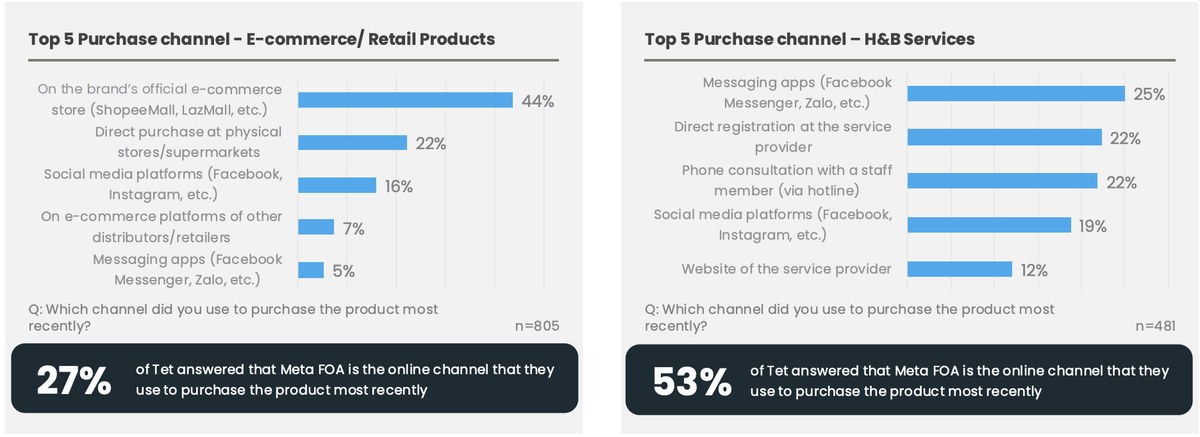 Top 5 Purchase channel - E-commerce/ Retail Products
On the brand's official e-commerce
store (ShopeeMall, LazMall, etc.)
44%
Direct purchase at physical
stores/supermarkets
22%
Social media platforms (Facebook,
Instagram, etc.)
16%
On e-commerce platforms of other
distributors/retailers
7%
Messaging apps (Facebook
Messenger, Zalo, etc.)
5%
Q: Which channel did you use to purchase the product most
recently?
n=805
27%
of Tet answered that Meta FOA is the online channel that they
use to purchase the product most recently
Top 5 Purchase channel – H&B Services
Messaging apps (Facebook
Messenger, Zalo, etc.)
25%
Direct registration at the service
provider
22%
Phone consultation with a staff
member (via hotline)
22%
Social media platforms (Facebook,
Instagram, etc.)
19%
Website of the service provider
12%
Q: Which channel did you use to purchase the product most
recently?
n=481
53%
of Tet answered that Meta FOA is the online channel that they
use to purchase the product most recently